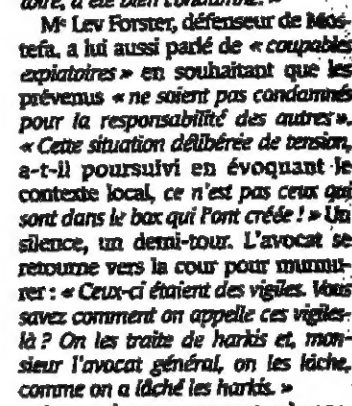 toire, a été bien condamné. »
Me Lev Forster, défenseur de Mos-
tefa, a lui aussi parlé de « coupables
expiatoires » en souhaitant que les
prévenus « ne soient pas condamnés
pour la responsabilité des autres ».
« Cette situation délibérée de tension,
a-t-il poursuivi en évoquant le
contexte local, ce n'est pas ceux qui
sont dans le box qui l'ont créée ! » Un
silence, un demi-tour. L'avocat se
retourne vers la cour pour murmu-
rer : « Ceux-ci étaient des vigiles. Vous
savez comment on appelle ces vigiles-
là ? On les traite de harkis et, mon-
sieur l'avocat général, on les lâche,
comme on a lâché les harkis. »